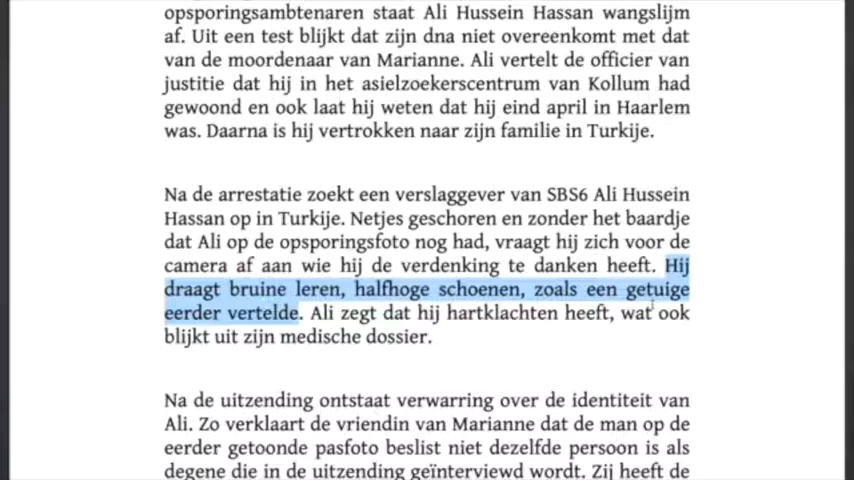 opsporingsambtenaren staat Ali Hussein Hassan wangslijm
af. Uit een test blijkt dat zijn dna niet overeenkomt met dat
van de moordenaar van Marianne. Ali vertelt de officier van
justitie dat hij in het asielzoekerscentrum van Kollum had
gewoond en ook laat hij weten dat hij eind april in Haarlem
was. Daarna is hij vertrokken naar zijn familie in Turkije.
Na de arrestatie zoekt een verslaggever van SBS6 Ali Hussein
Hassan op in Turkije. Netjes geschoren en zonder het baardje
dat Ali op de opsporingsfoto nog had, vraagt hij zich voor de
camera af aan wie hij de verdenking te danken heeft. Hij
draagt bruine leren, halfhoge schoenen, zoals een getuige
eerder vertelde. Ali zegt dat hij hartklachten heeft, wat ook
blijkt uit zijn medische dossier.
Na de uitzending ontstaat verwarring over de identiteit van
Ali. Zo verklaart de vriendin van Marianne dat de man op de
eerder getoonde pasfoto beslist niet dezelfde persoon is als
degene die in de uitzending geïnterviewd wordt. Zij heeft de